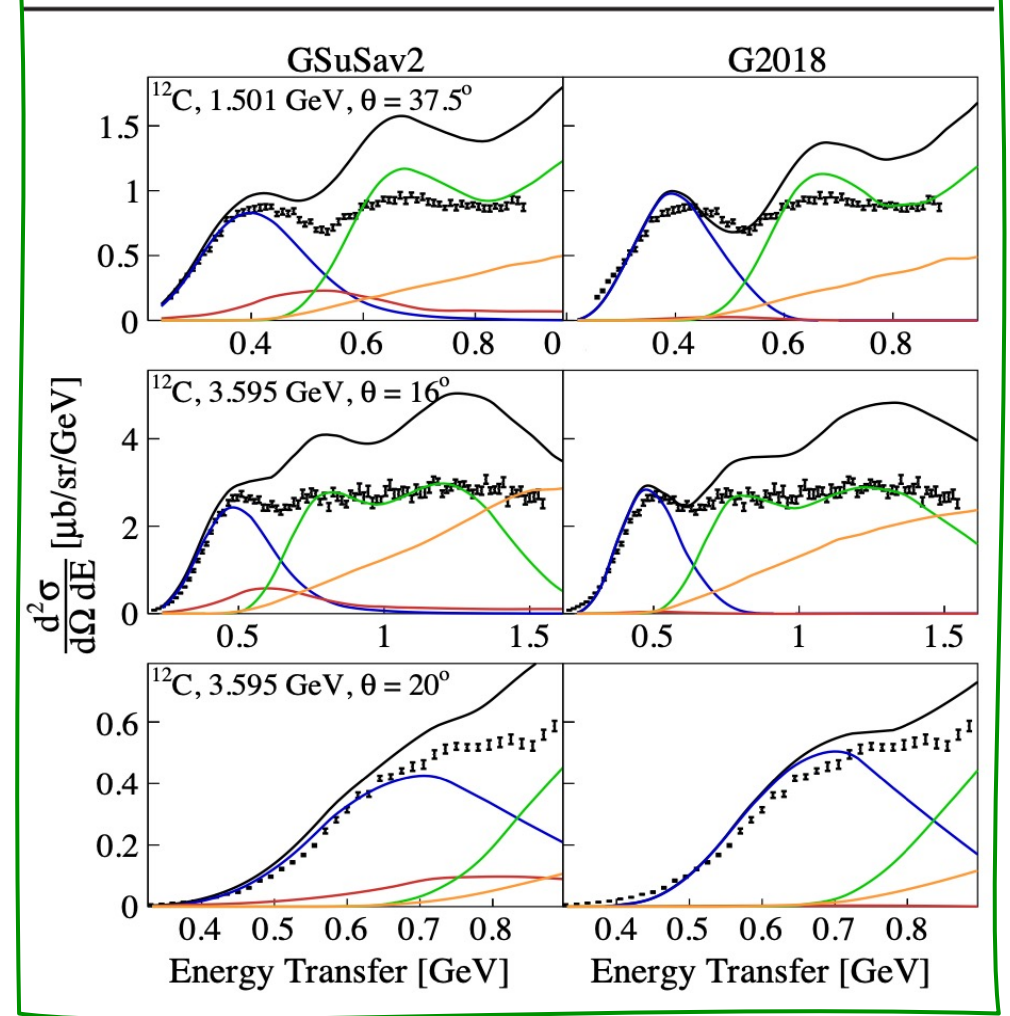 GSuSav2 G2018
¹²C, 1.501 GeV, θ = 37.5°
1.5
1
0.5
0
0.4 0.6 0.8 0 0.4 0.6 0.8
¹²C, 3.595 GeV, θ = 16°
4
2
0
0.5 1 1.5 0.5 1 1.5
d²σ
dΩ dE [μb/sr/GeV]
¹²C, 3.595 GeV, θ = 20°
0.6
0.4
0.2
0
0.4 0.5 0.6 0.7 0.8 0.4 0.5 0.6 0.7 0.8
Energy Transfer [GeV] Energy Transfer [GeV]